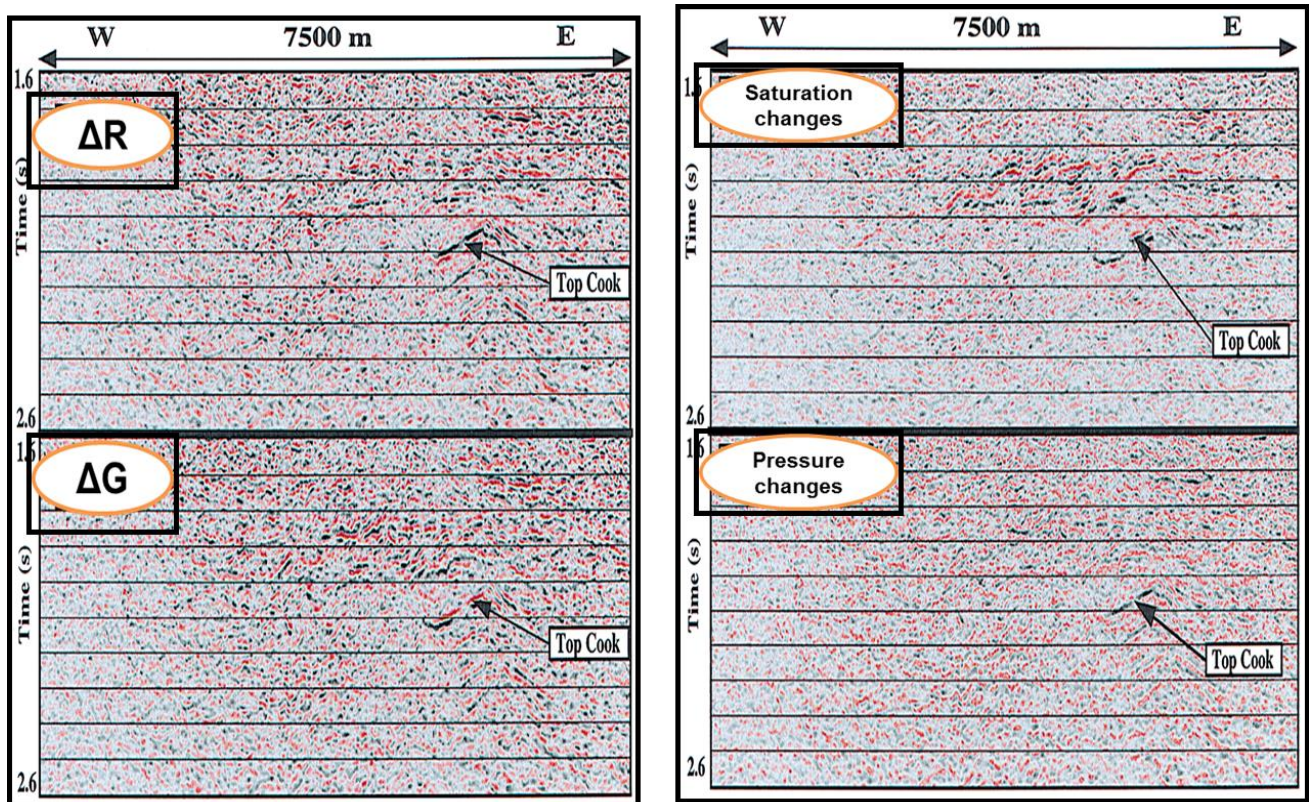 W 7500 m E
1.6
ΔR
Time (s)
Top Cook
2.6
ΔG
Time (s)
Top Cook
2.6
W 7500 m E
Saturation
changes
Time (s)
Top Cook
2.6
Pressure
changes
Time (s)
Top Cook
2.6